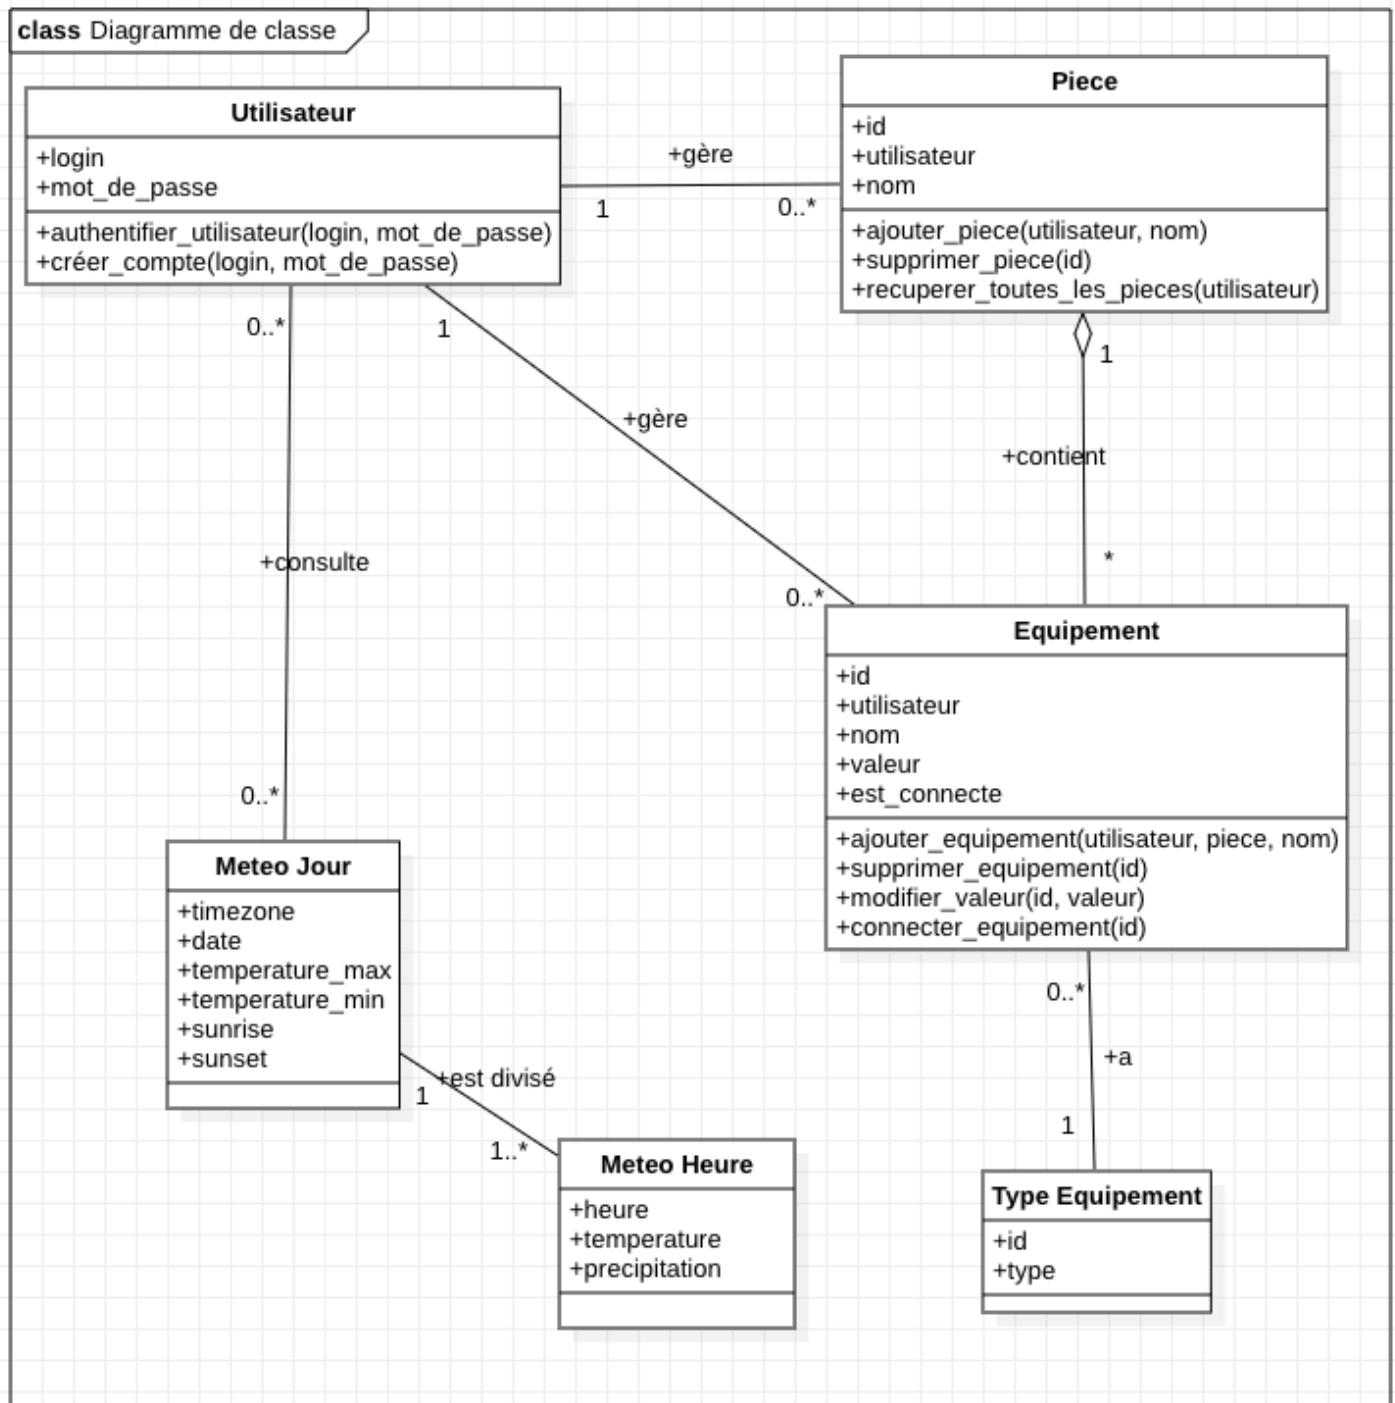 class Diagramme de classe
Utilisateur
+login
+mot_de_passe
+authentifier_utilisateur(login, mot_de_passe)
+créer_compte(login, mot_de_passe)
+gère
1
0..*
Piece
+id
+utilisateur
+nom
+ajouter_piece(utilisateur, nom)
+supprimer_piece(id)
+recuperer_toutes_les_pieces(utilisateur)
0..*
1
+gère
0..*
1
+contient
*
+consulte
0..*
Equipement
+id
+utilisateur
+nom
+valeur
+est_connecte
+ajouter_equipement(utilisateur, piece, nom)
+supprimer_equipement(id)
+modifier_valeur(id, valeur)
+connecter_equipement(id)
Meteo Jour
+timezone
+date
+temperature_max
+temperature_min
+sunrise
+sunset
+est divisé
1
1..*
Meteo Heure
+heure
+temperature
+precipitation
0..*
+a
1
Type Equipement
+id
+type